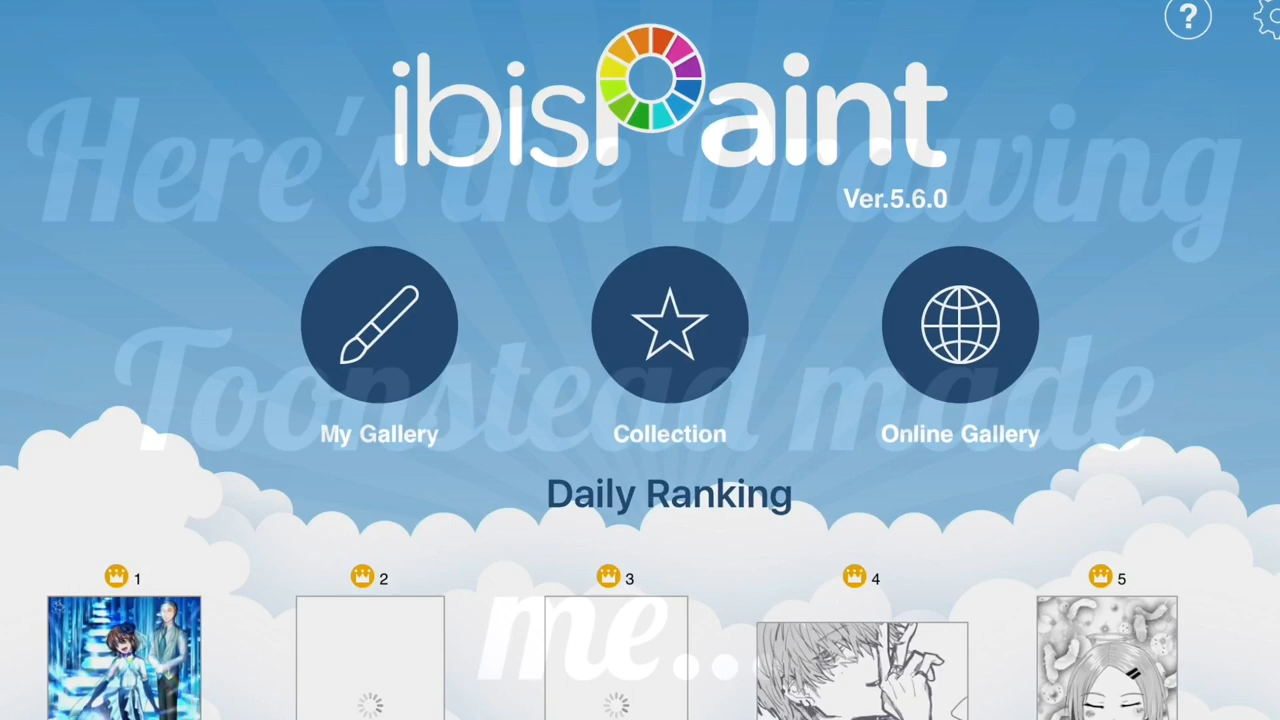 ?
ibisPaint
Here's the Drawing
Ver.5.6.0
Toonstead made
My Gallery
Collection
Online Gallery
Daily Ranking
1
2
3
4
5
me...